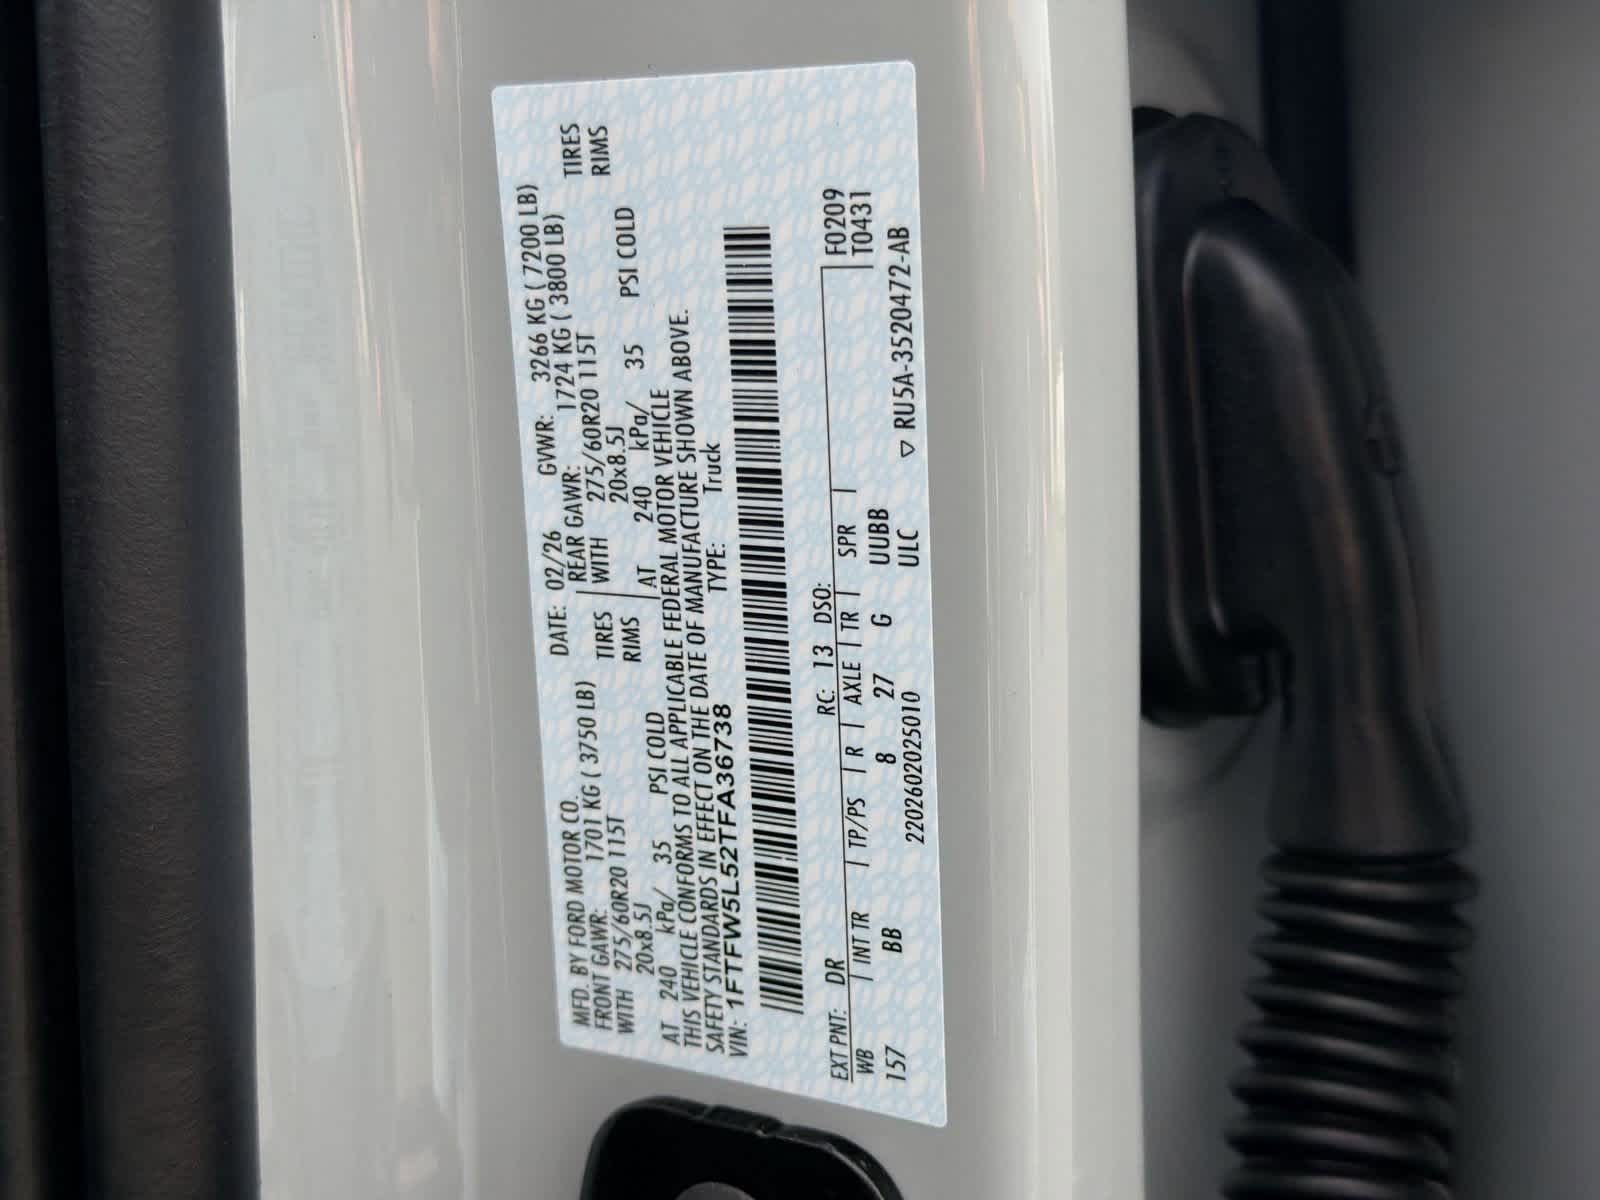 MFD. BY FORD MOTOR CO. DATE: 02/26 GVWR: 3266 KG ( 7200 LB)
FRONT GAWR: 1701 KG ( 3750 LB) REAR GAWR: 1724 KG ( 3800 LB)
WITH 275/60R20 115T TIRES WITH 275/60R20 115T TIRES
20x8.5J RIMS 20x8.5J RIMS
AT 240 kPa/ 35 PSI COLD AT 240 kPa/ 35 PSI COLD
THIS VEHICLE CONFORMS TO ALL APPLICABLE FEDERAL MOTOR VEHICLE
SAFETY STANDARDS IN EFFECT ON THE DATE OF MANUFACTURE SHOWN ABOVE.
VIN: 1FTFW5L52TFA36738 TYPE: Truck
EXT PNT: DR RC: 13 DSO: F0209
WB | INT TR | TP/PS | R | AXLE | TR | SPR | T0431
157 BB 8 27 G UUBB
2202602025010 ULC ▽ RU5A-3520472-AB